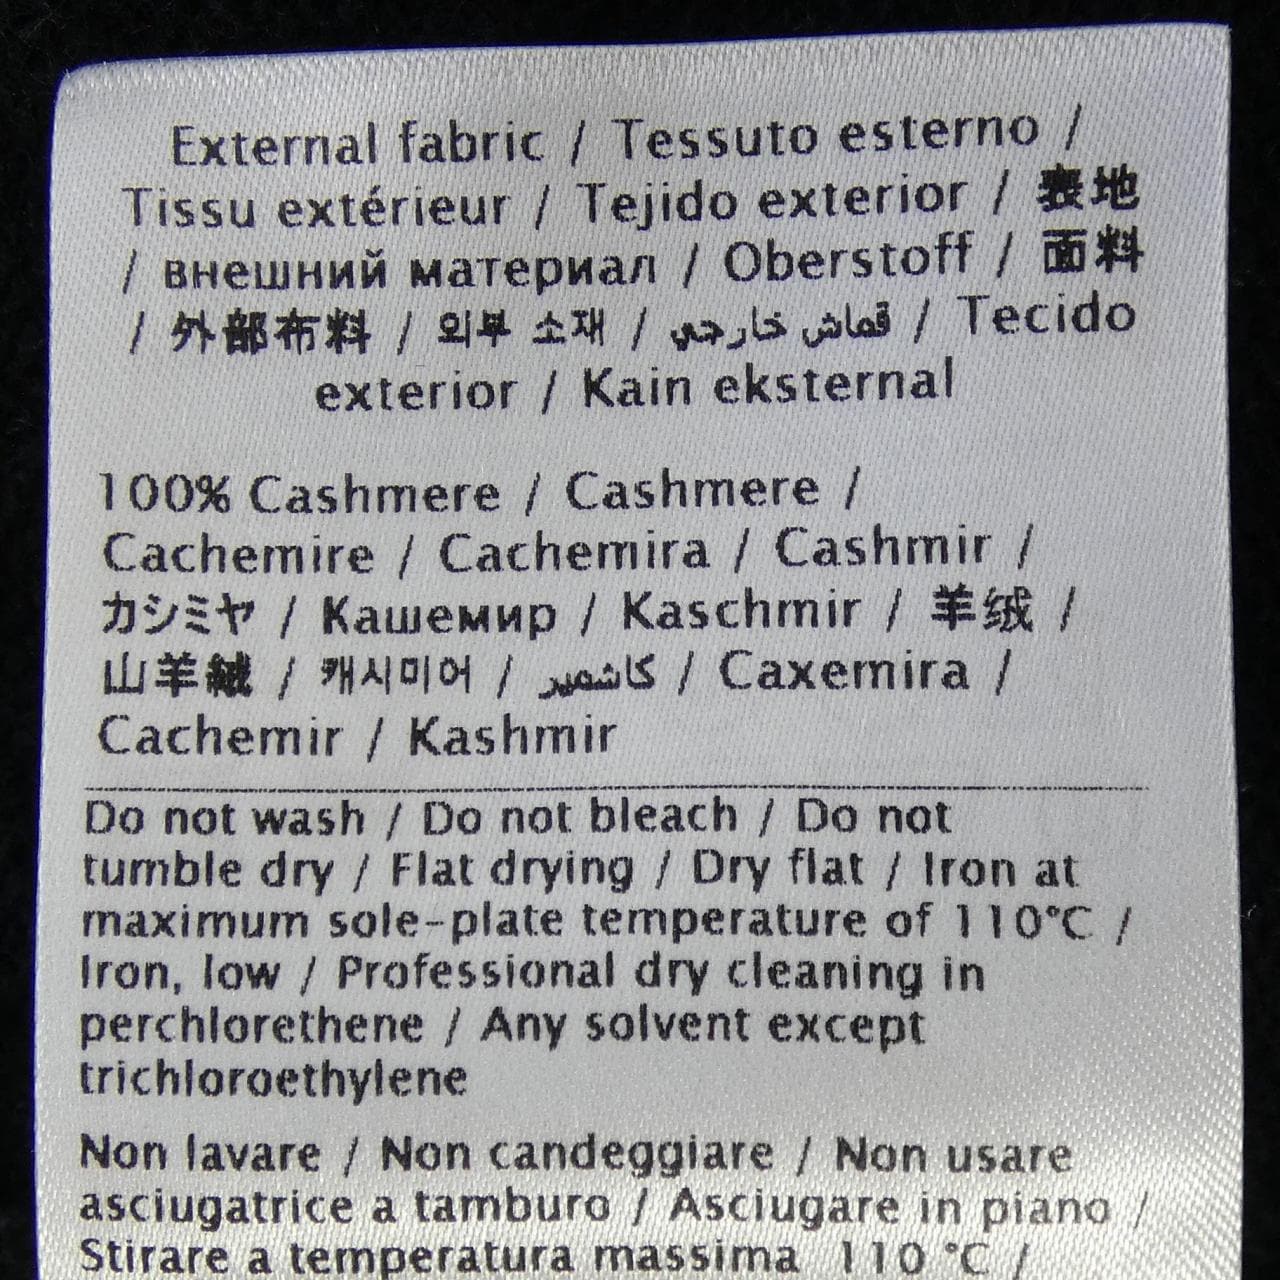 External fabric / Tessuto esterno /
Tissu extérieur / Tejido exterior / 表地
/ внешний материал / Oberstoff / 面料
/ 外部布料 / 외부 소재 / قماش خارجي / Tecido
exterior / Kain eksternal
100% Cashmere / Cashmere /
Cachemire / Cachemira / Cashmir /
カシミヤ / Кашемир / Kaschmir / 羊绒 /
山羊絨 / 캐시미어 / كاشمير / Caxemira /
Cachemir / Kashmir
Do not wash / Do not bleach / Do not
tumble dry / Flat drying / Dry flat / Iron at
maximum sole-plate temperature of 110°C /
Iron, low / Professional dry cleaning in
perchlorethene / Any solvent except
trichloroethylene
Non lavare / Non candeggiare / Non usare
asciugatrice a tamburo / Asciugare in piano /
Stirare a temperatura massima 110 °C /